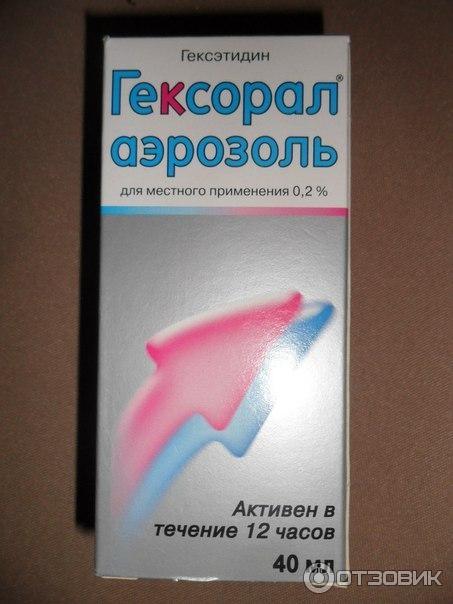 Гексэтидин
Гексорал®
аэрозоль
для местного применения 0,2 %
Активен в
течение 12 часов
40 мл
ОТЗОВИК